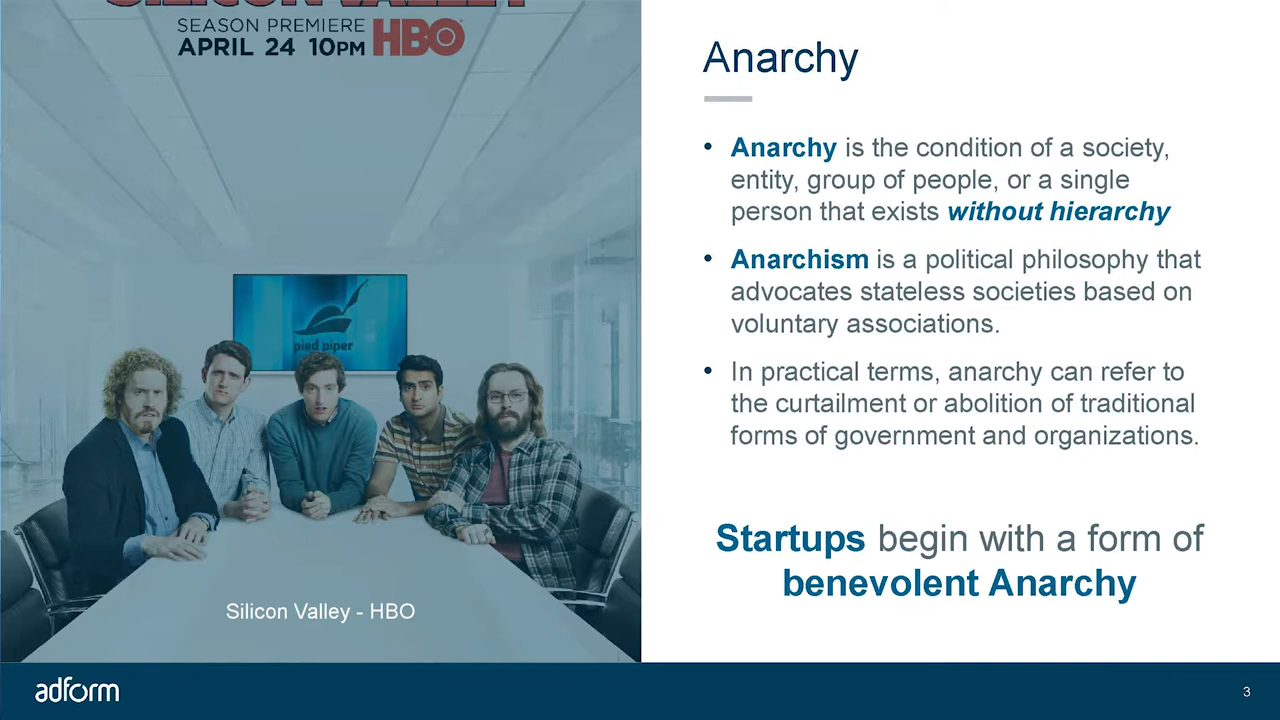 SILICON VALLEY
SEASON PREMIERE
APRIL 24 10PM HBO
pied piper
Silicon Valley - HBO
Anarchy
• Anarchy is the condition of a society,
entity, group of people, or a single
person that exists without hierarchy
• Anarchism is a political philosophy that
advocates stateless societies based on
voluntary associations.
• In practical terms, anarchy can refer to
the curtailment or abolition of traditional
forms of government and organizations.
Startups begin with a form of
benevolent Anarchy
adform
3